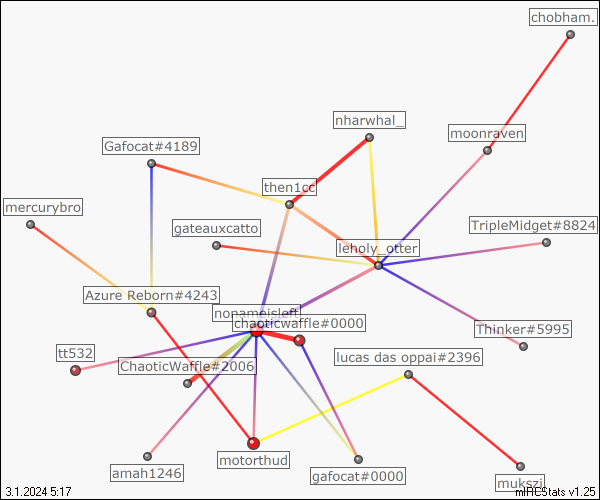 chobham.
nharwhal_
moonraven
Gafocat#4189
then1cc
mercurybro
gateauxcatto
TripleMidget#8824
leholy_otter
Azure Reborn#4243
nonameisleft
chaoticwaffle#0000
Thinker#5995
tt532
ChaoticWaffle#2006
lucas das oppai#2396
motorthud
amah1246
gafocat#0000
mukszi
3.1.2024 5:17
mIRCStats v1.25